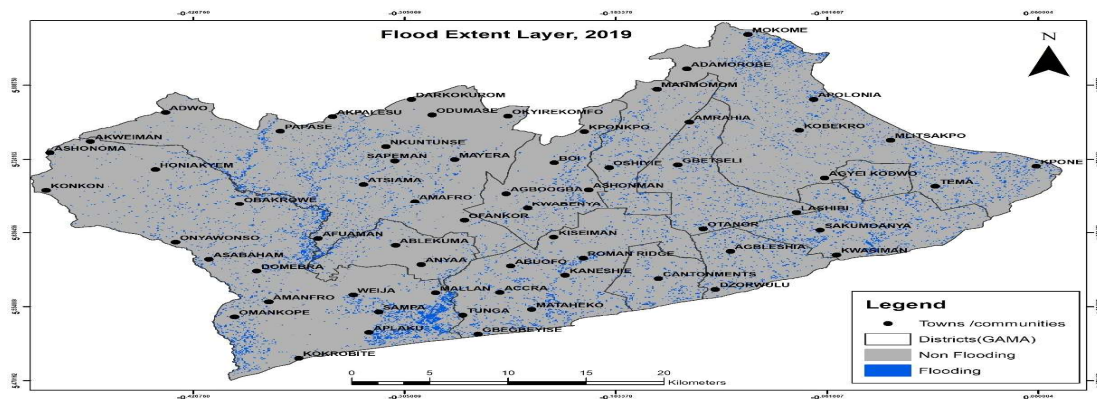 Flood Extent Layer, 2019
N
MOKOME
ADAMOROBE
MANMOMOM
APOLONIA
DARKOKUROM
ADWO
AKPALESU
ODUMASE
OKYIREKOMFO
AMRAHIA
PAPASE
KPONKPO
KOBEKRO
MLITSAKPO
AKWEIMAN
NKUNTUNSE
ASHONOMA
SAPEMAN
MAYERA
BOI
OSHIYIE
GBETSELI
KPONE
HONIAKYEM
AGYEI KODWO
ATSIAMA
TEMA
KONKON
AGBOOGBA
ASHONMAN
OBAKROWE
AMAFRO
KWABENYA
LASHIBI
OFANKOR
OTANOR
SAKUMOANYA
ONYAWONSO
AFUAMAN
ABLEKUMA
KISEIMAN
AGBLESHIA
KWASIMAN
ASABAHAM
ANYAA
ABUOFO
ROMAN RIDGE
DOMEBRA
KANESHIE
CANTONMENTS
DZORWULU
AMANFRO
WEIJA
MALLAN
ACCRA
OMANKOPE
SAMPA
TUNGA
MATAHEKO
APLAKU
GBEGBEYISE
KOKROBITE
0 5 10 15 20
Kilometers
Legend
Towns /communities
Districts(GAMA)
Non Flooding
Flooding